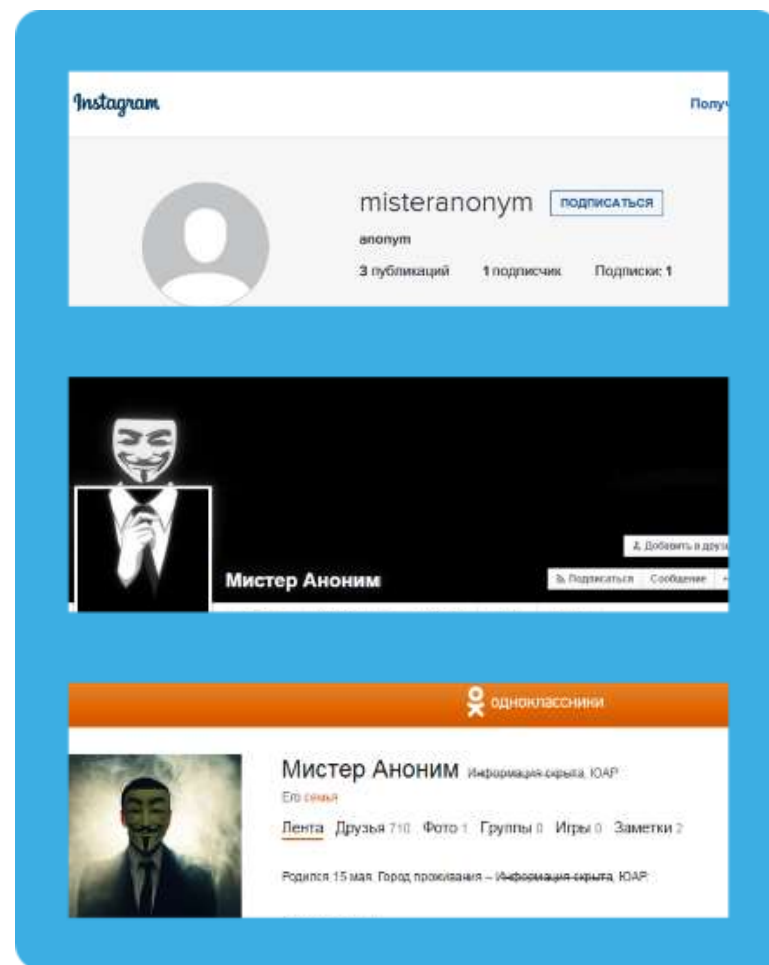 Instagram
Получ
misteranonym ПОДПИСАТЬСЯ
anonym
3 публикаций 1 подписчик Подписки: 1
Добавить в друзь
Мистер Аноним Подписаться Сообщение
одноклассники
Мистер Аноним Информация скрыта, ЮАР
Его семья
Лента Друзья 710 Фото 1 Группы 0 Игры 0 Заметки 2
Родился 15 мая. Город проживания – Информация скрыта, ЮАР